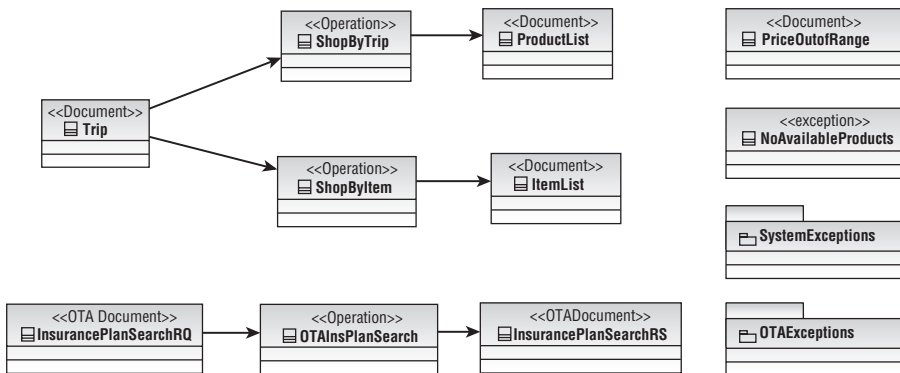 <<Operation>>
ShopByTrip
<<Document>>
ProductList
<<Document>>
PriceOutofRange
<<Document>>
Trip
<<exception>>
NoAvailableProducts
<<Operation>>
ShopByItem
<<Document>>
ItemList
SystemExceptions
<<OTA Document>>
InsurancePlanSearchRQ
<<Operation>>
OTAInsPlanSearch
<<OTADocument>>
InsurancePlanSearchRS
OTAExceptions